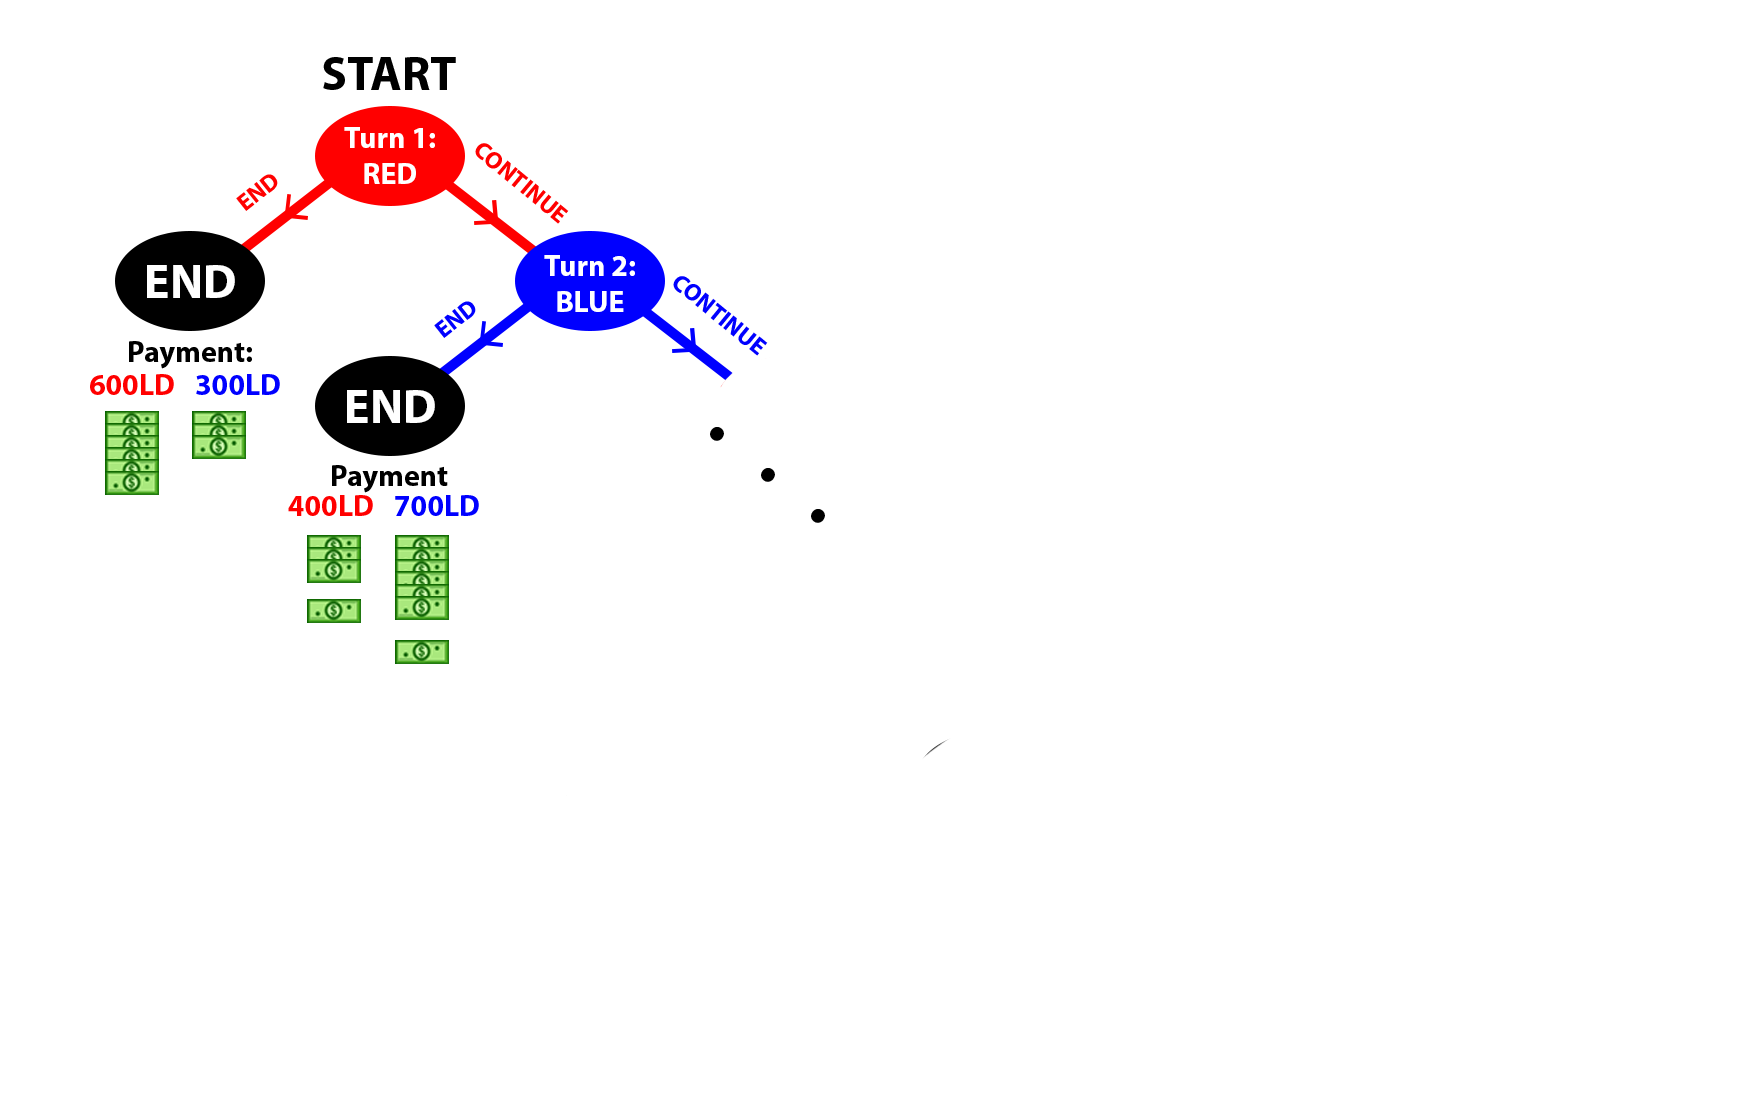 START
Turn 1:
RED
END
CONTINUE
END
Payment:
600LD 300LD
Turn 2:
BLUE
END
CONTINUE
END
Payment
400LD 700LD